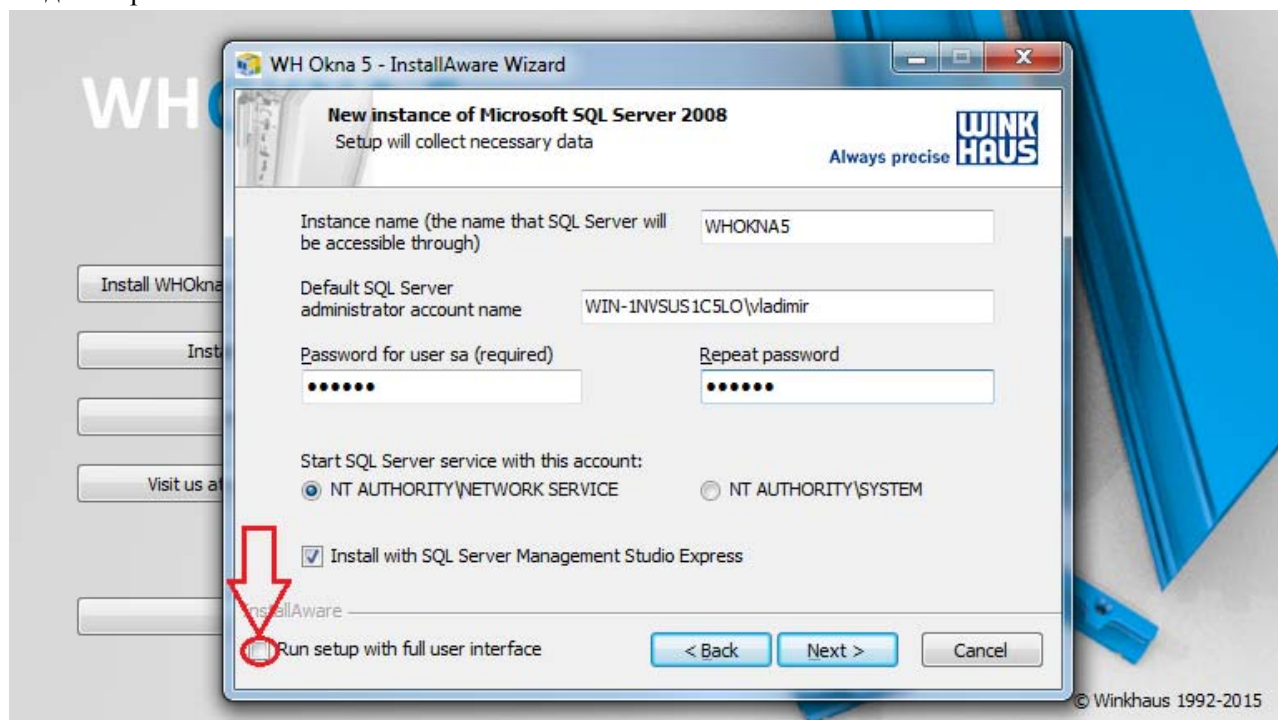 WH Okna 5 - InstallAware Wizard
WH
New instance of Microsoft SQL Server 2008
Setup will collect necessary data
Always precise
WINK
HAUS
Instance name (the name that SQL Server will
be accessible through)
WHOKNA5
Install WHOkna
Default SQL Server
administrator account name
WIN-1NVSUS1C5LO\vladimir
Inst
Password for user sa (required)
Repeat password
••••••
••••••
Visit us at
Start SQL Server service with this account:
NT AUTHORITY\NETWORK SERVICE
NT AUTHORITY\SYSTEM
Install with SQL Server Management Studio Express
InstallAware
Run setup with full user interface
< Back
Next >
Cancel
© Winkhaus 1992-2015